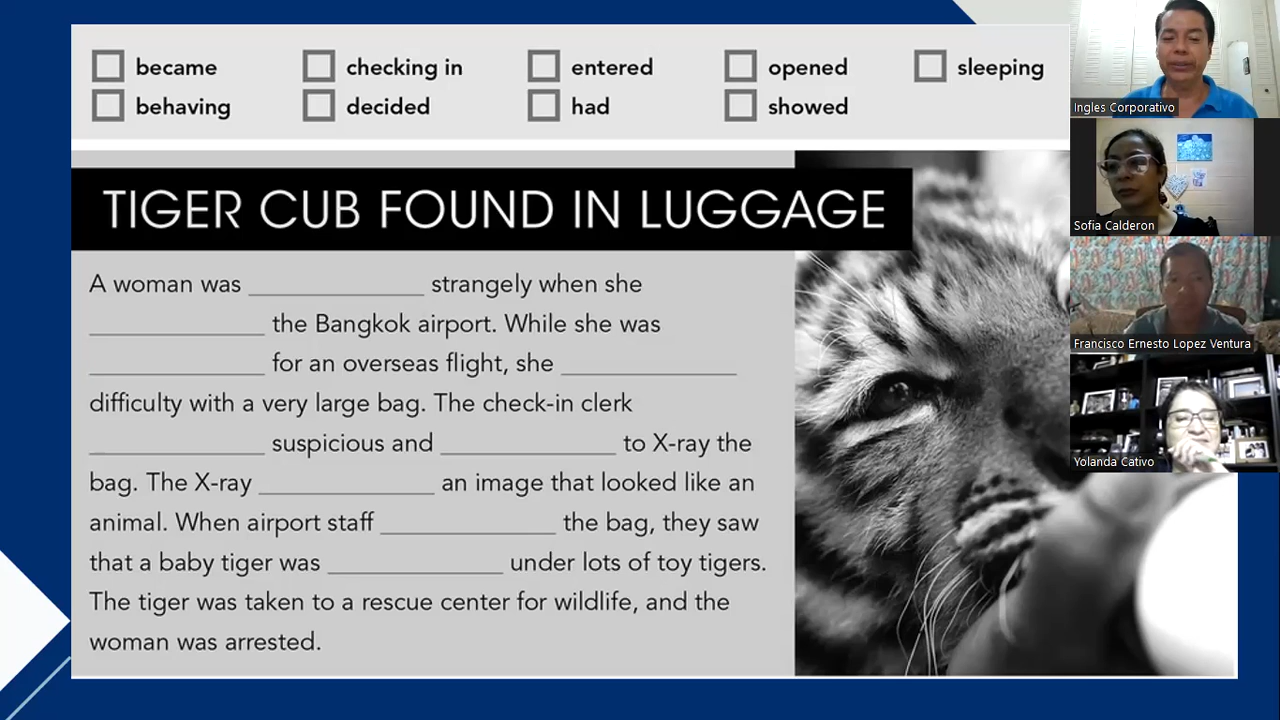 became
checking in
entered
opened
sleeping
behaving
decided
had
showed
TIGER CUB FOUND IN LUGGAGE
A woman was ______________ strangely when she
______________ the Bangkok airport. While she was
______________ for an overseas flight, she ______________
difficulty with a very large bag. The check-in clerk
______________ suspicious and ______________ to X-ray the
bag. The X-ray ______________ an image that looked like an
animal. When airport staff ______________ the bag, they saw
that a baby tiger was ______________ under lots of toy tigers.
The tiger was taken to a rescue center for wildlife, and the
woman was arrested.
Ingles Corporativo
Sofía Calderon
Francisco Ernesto Lopez Ventura
Yolanda Cativo